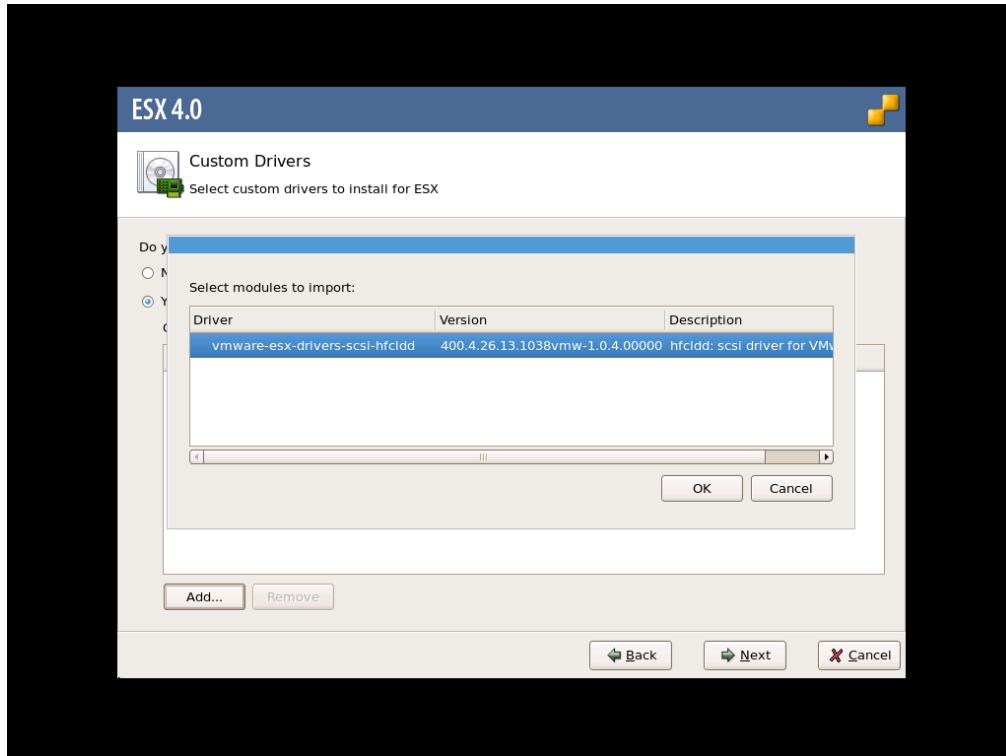 ESX 4.0
Custom Drivers
Select custom drivers to install for ESX
Do y
N
Y
Select modules to import:
Driver Version Description
vmware-esx-drivers-scsi-hfcldd 400.4.26.13.1038vmw-1.0.4.00000 hfcldd: scsi driver for VMw
OK Cancel
Add... Remove
Back Next Cancel